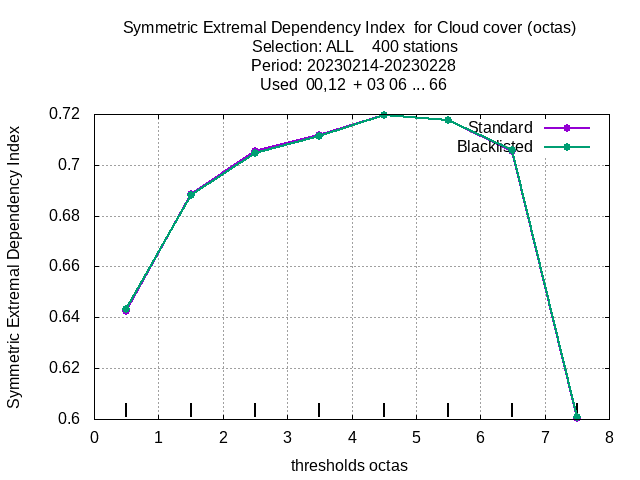 Symmetric Extremal Dependency Index  for Cloud cover (octas)
Selection: ALL    400 stations
Period: 20230214-20230228
Used  00,12  + 03 06 ... 66
Symmetric Extremal Dependency Index
0.72
0.7
0.68
0.66
0.64
0.62
0.6
Standard
Blacklisted
0 1 2 3 4 5 6 7 8
thresholds octas